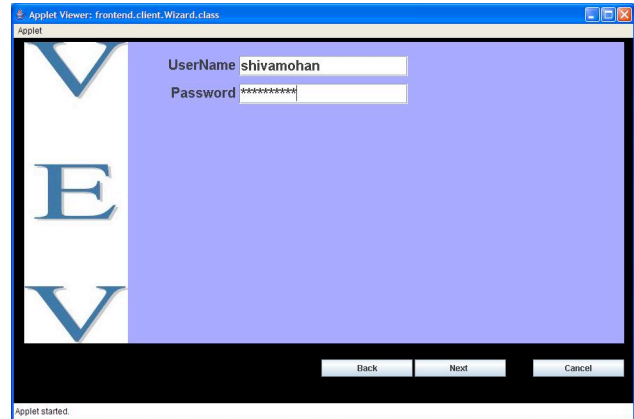 Applet Viewer: frontend.client.Wizard.class
Applet
V
E
V
UserName shivamohan
Password **********
Back Next Cancel
Applet started.